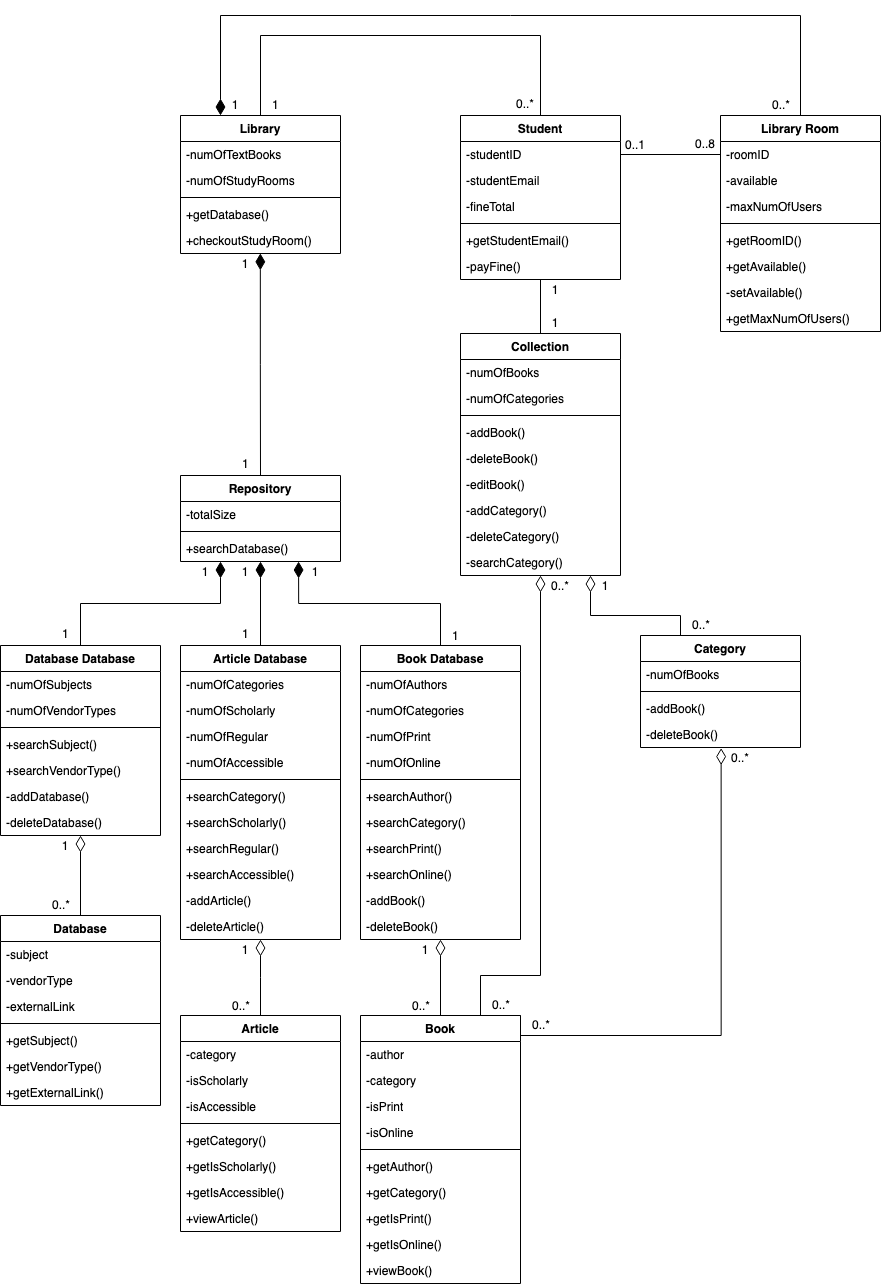 1
1
0..*
0..*
Library
-numOfTextBooks
-numOfStudyRooms
+getDatabase()
+checkoutStudyRoom()
1
Student
-studentID
-studentEmail
-fineTotal
+getStudentEmail()
-payFine()
0..1
0..8
Library Room
-roomID
-available
-maxNumOfUsers
+getRoomID()
+getAvailable()
-setAvailable()
+getMaxNumOfUsers()
1
1
Collection
-numOfBooks
-numOfCategories
-addBook()
-deleteBook()
-editBook()
-addCategory()
-deleteCategory()
-searchCategory()
0..*
1
1
Repository
-totalSize
+searchDatabase()
1
1
1
0..*
Category
-numOfBooks
-addBook()
-deleteBook()
0..*
1
1
1
Database Database
-numOfSubjects
-numOfVendorTypes
+searchSubject()
+searchVendorType()
-addDatabase()
-deleteDatabase()
1
Article Database
-numOfCategories
-numOfScholarly
-numOfRegular
-numOfAccessible
+searchCategory()
+searchScholarly()
+searchRegular()
+searchAccessible()
-addArticle()
-deleteArticle()
1
Book Database
-numOfAuthors
-numOfCategories
-numOfPrint
-numOfOnline
+searchAuthor()
+searchCategory()
+searchPrint()
+searchOnline()
-addBook()
-deleteBook()
1
0..*
Database
-subject
-vendorType
-externalLink
+getSubject()
+getVendorType()
+getExternalLink()
0..*
Article
-category
-isScholarly
-isAccessible
+getCategory()
+getIsScholarly()
+getIsAccessible()
+viewArticle()
0..*
0..*
0..*
Book
-author
-category
-isPrint
-isOnline
+getAuthor()
+getCategory()
+getIsPrint()
+getIsOnline()
+viewBook()